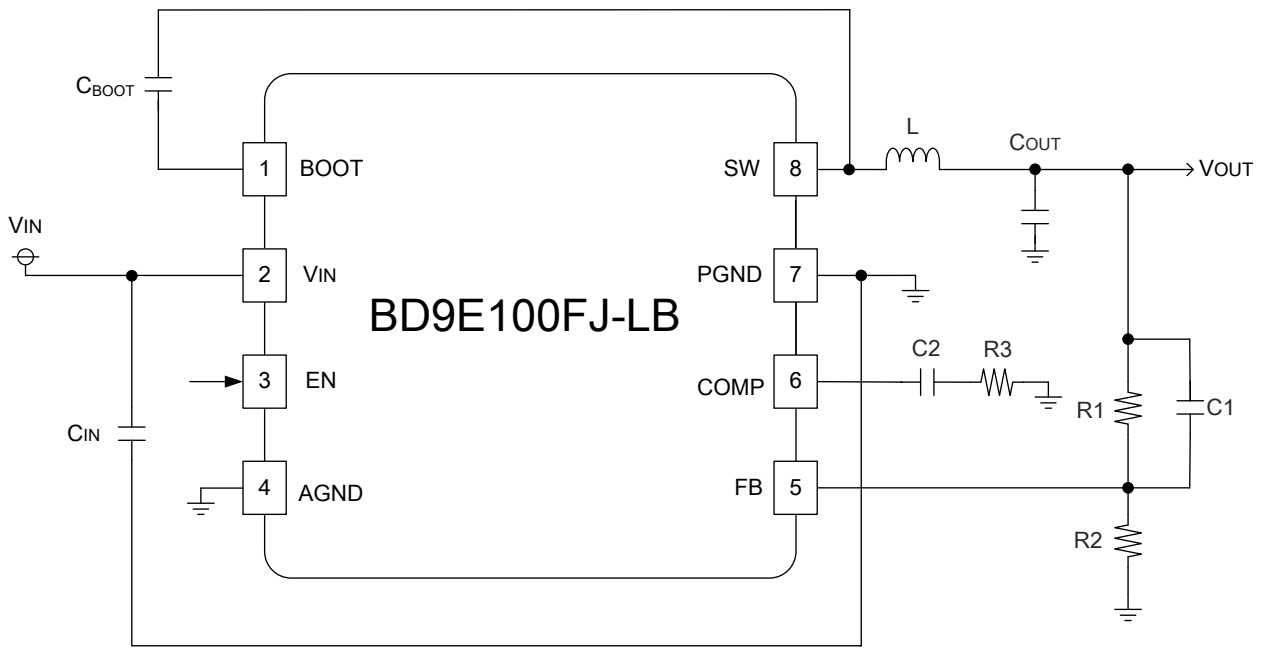 CBOOT
1 BOOT
SW 8
L
COUT
VOUT
VIN
2 VIN
PGND 7
BD9E100FJ-LB
3 EN
COMP 6
C2
R3
R1
C1
CIN
4 AGND
FB 5
R2